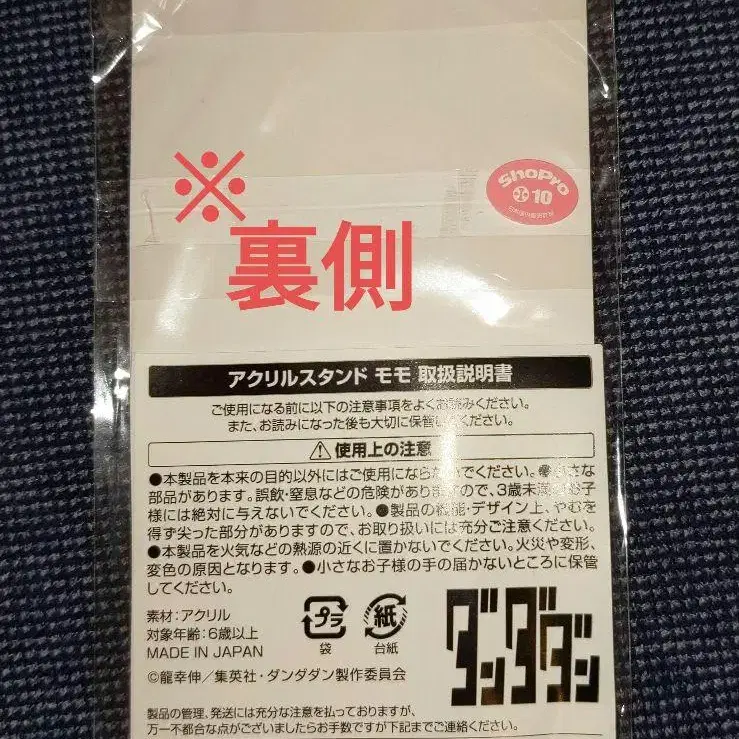 ※
裏側
ShoPro
10
アクリルスタンド モモ 取扱説明書
ご使用になる前に以下の注意事項をよくお読みください。
また、お読みになった後も大切に保管してください。
⚠使用上の注意
●本製品を本来の目的以外にはご使用にならないでください。●小さな
部品があります。誤飲・窒息などの危険がありますので、3歳未満のお子
様には絶対に与えないでください。●製品の機能・デザイン上、やむを
得ず尖った部分がありますので、お取り扱いには充分ご注意ください。
●本製品を火気などの熱源の近くに置かないでください。火災や変形、
変色の原因となります。●小さなお子様の手の届かないところに保管
してください。
素材:アクリル
対象年齢:6歳以上
MADE IN JAPAN
プラ
袋
紙
台紙
ダンダダン
©龍幸伸/集英社・ダンダダン製作委員会
製品の管理、発送には充分な注意を払っておりますが、
万一不都合な点がございましたらお手数ですが下記までご連絡ください。